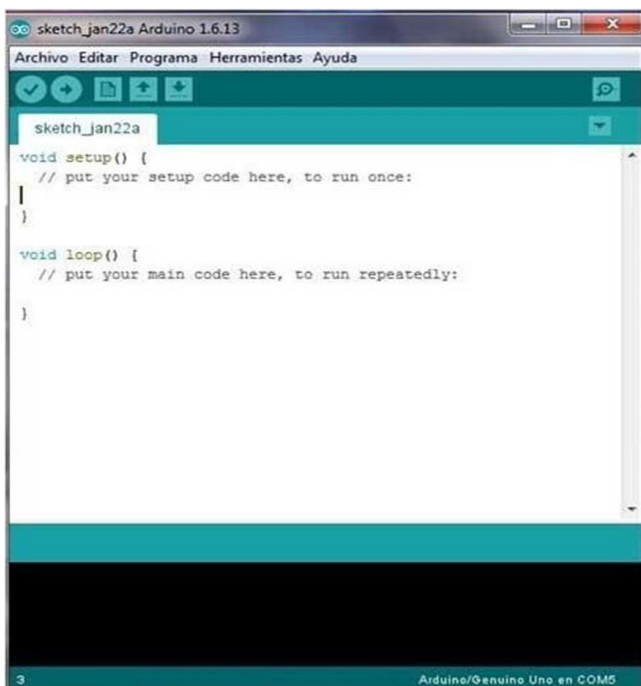 sketch_jan22a Arduino 1.6.13
Archivo Editar Programa Herramientas Ayuda
sketch_jan22a
void setup() {
  // put your setup code here, to run once:
}
void loop() {
  // put your main code here, to run repeatedly:
}
3 Arduino/Genuino Uno en COM5